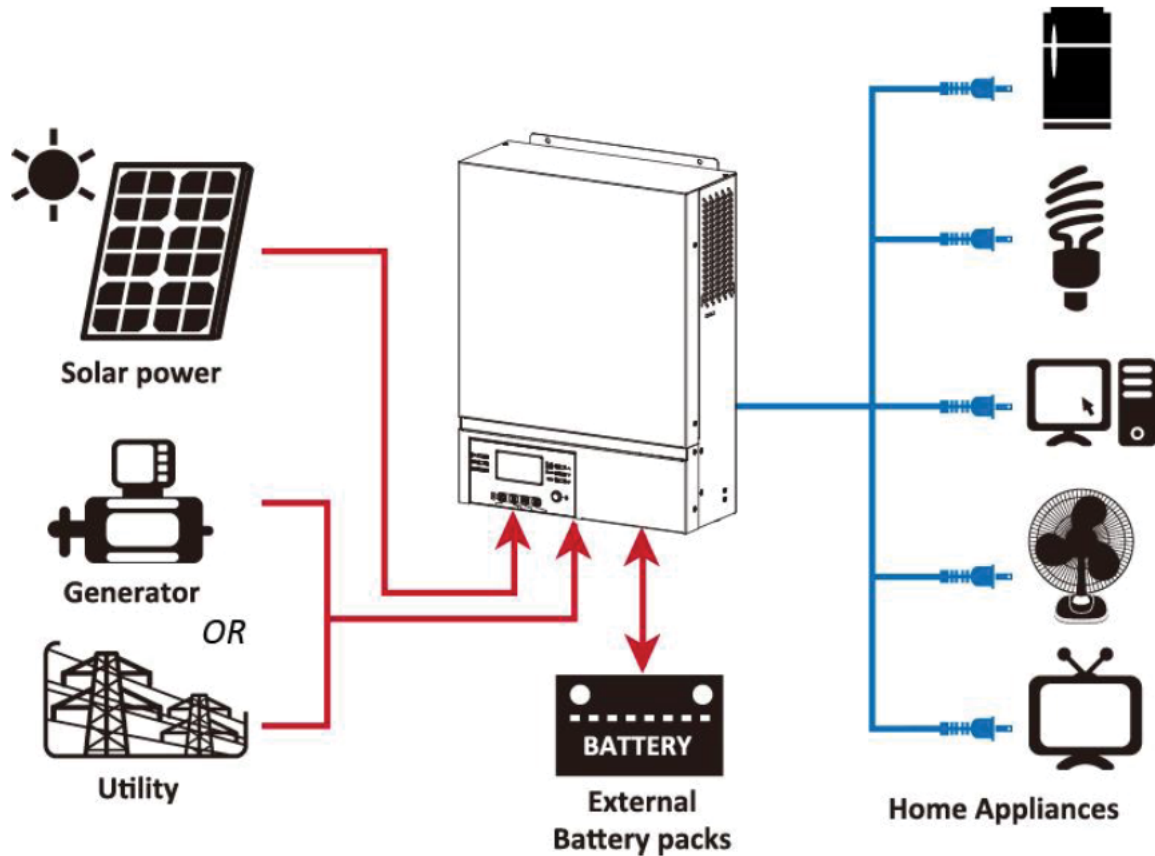 Solar power
Generator
OR
Utility
BATTERY
External
Battery packs
Home Appliances